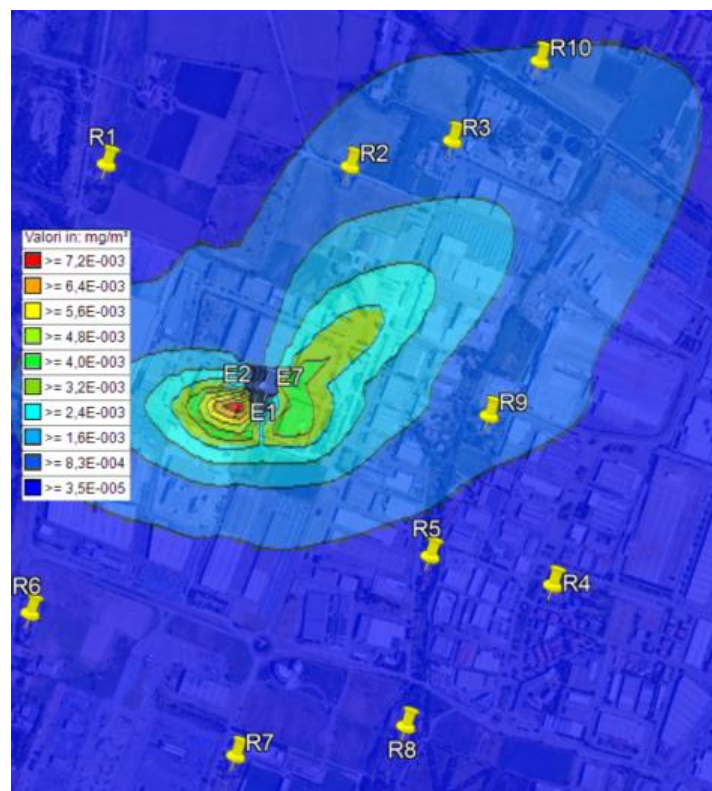 R10
R3
R1
R2
Valori in: mg/m³
>= 7,2E-003
>= 6,4E-003
>= 5,6E-003
>= 4,8E-003
>= 4,0E-003
>= 3,2E-003
>= 2,4E-003
>= 1,6E-003
>= 8,3E-004
>= 3,5E-005
E2
E7
E1
R9
R5
R4
R6
R7
R8